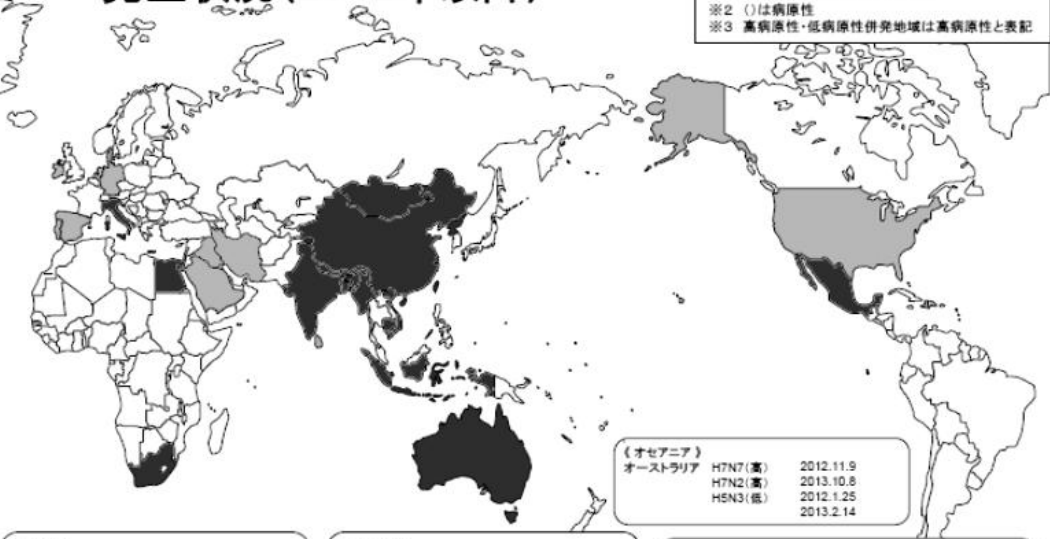 ※2 ()は病原性
※3 高病原性・低病原性併発地域は高病原性と表記
《 オセアニア 》
オーストラリア H7N7(高) 2012.11.9
H7N2(高) 2013.10.8
H5N3(低) 2012.1.25
2013.2.14